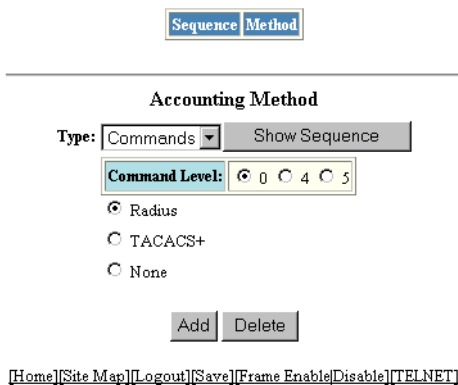 Sequence Method
Accounting Method
Type: Commands Show Sequence
Command Level: 0 4 5
Radius
TACACS+
None
Add Delete
[Home][Site Map][Logout][Save][Frame Enable|Disable][TELNET]